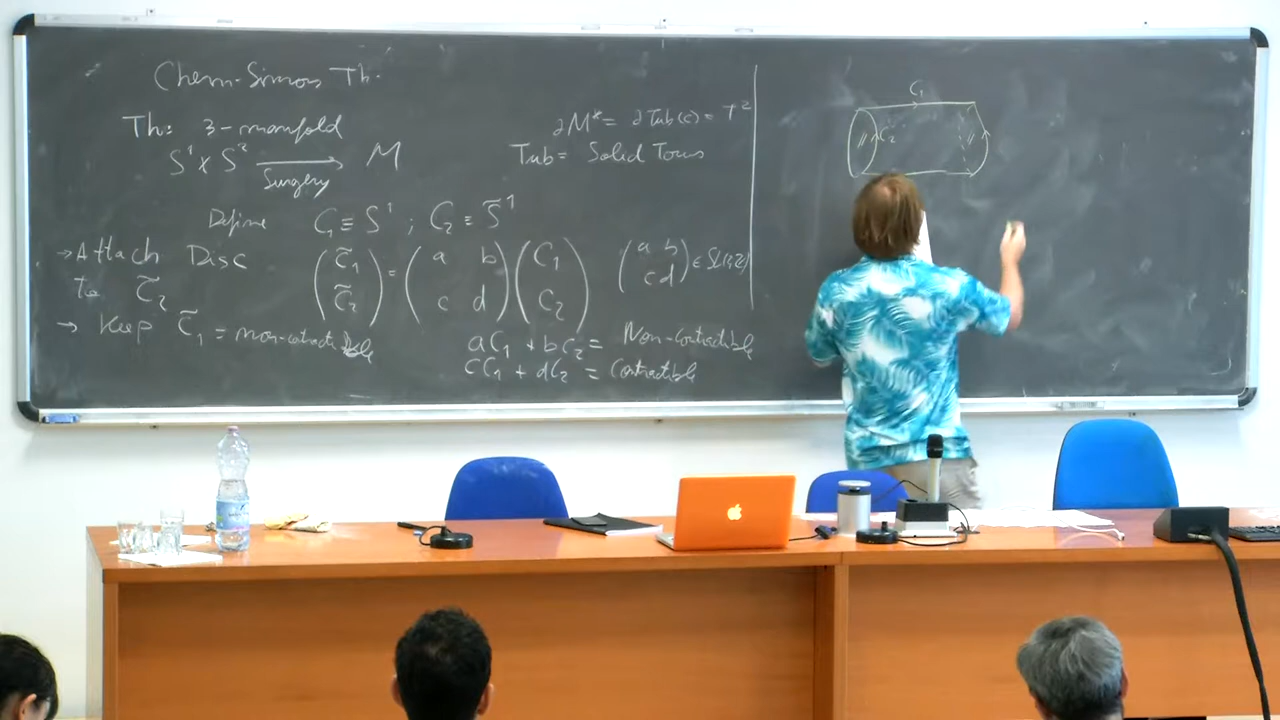 Chern-Simons Th.
Th: 3-manifold
S¹ x S² → M
Surgery
∂M* = ∂Tub(c) = T²
Tub = Solid Torus
Define C₁ ≡ S¹ ; C₂ ≡ S̃¹
→ Attach Disc
to C̃₂
→ Keep C̃₁ = non-contractible
(C̃₁ C̃₂) = (a b c d) (C₁ C₂) (a b c d) ∈ SL(2,Z)
aC₁ + bC₂ = Non-contractible
cC₁ + dC₂ = Contractible
C₁
C₂